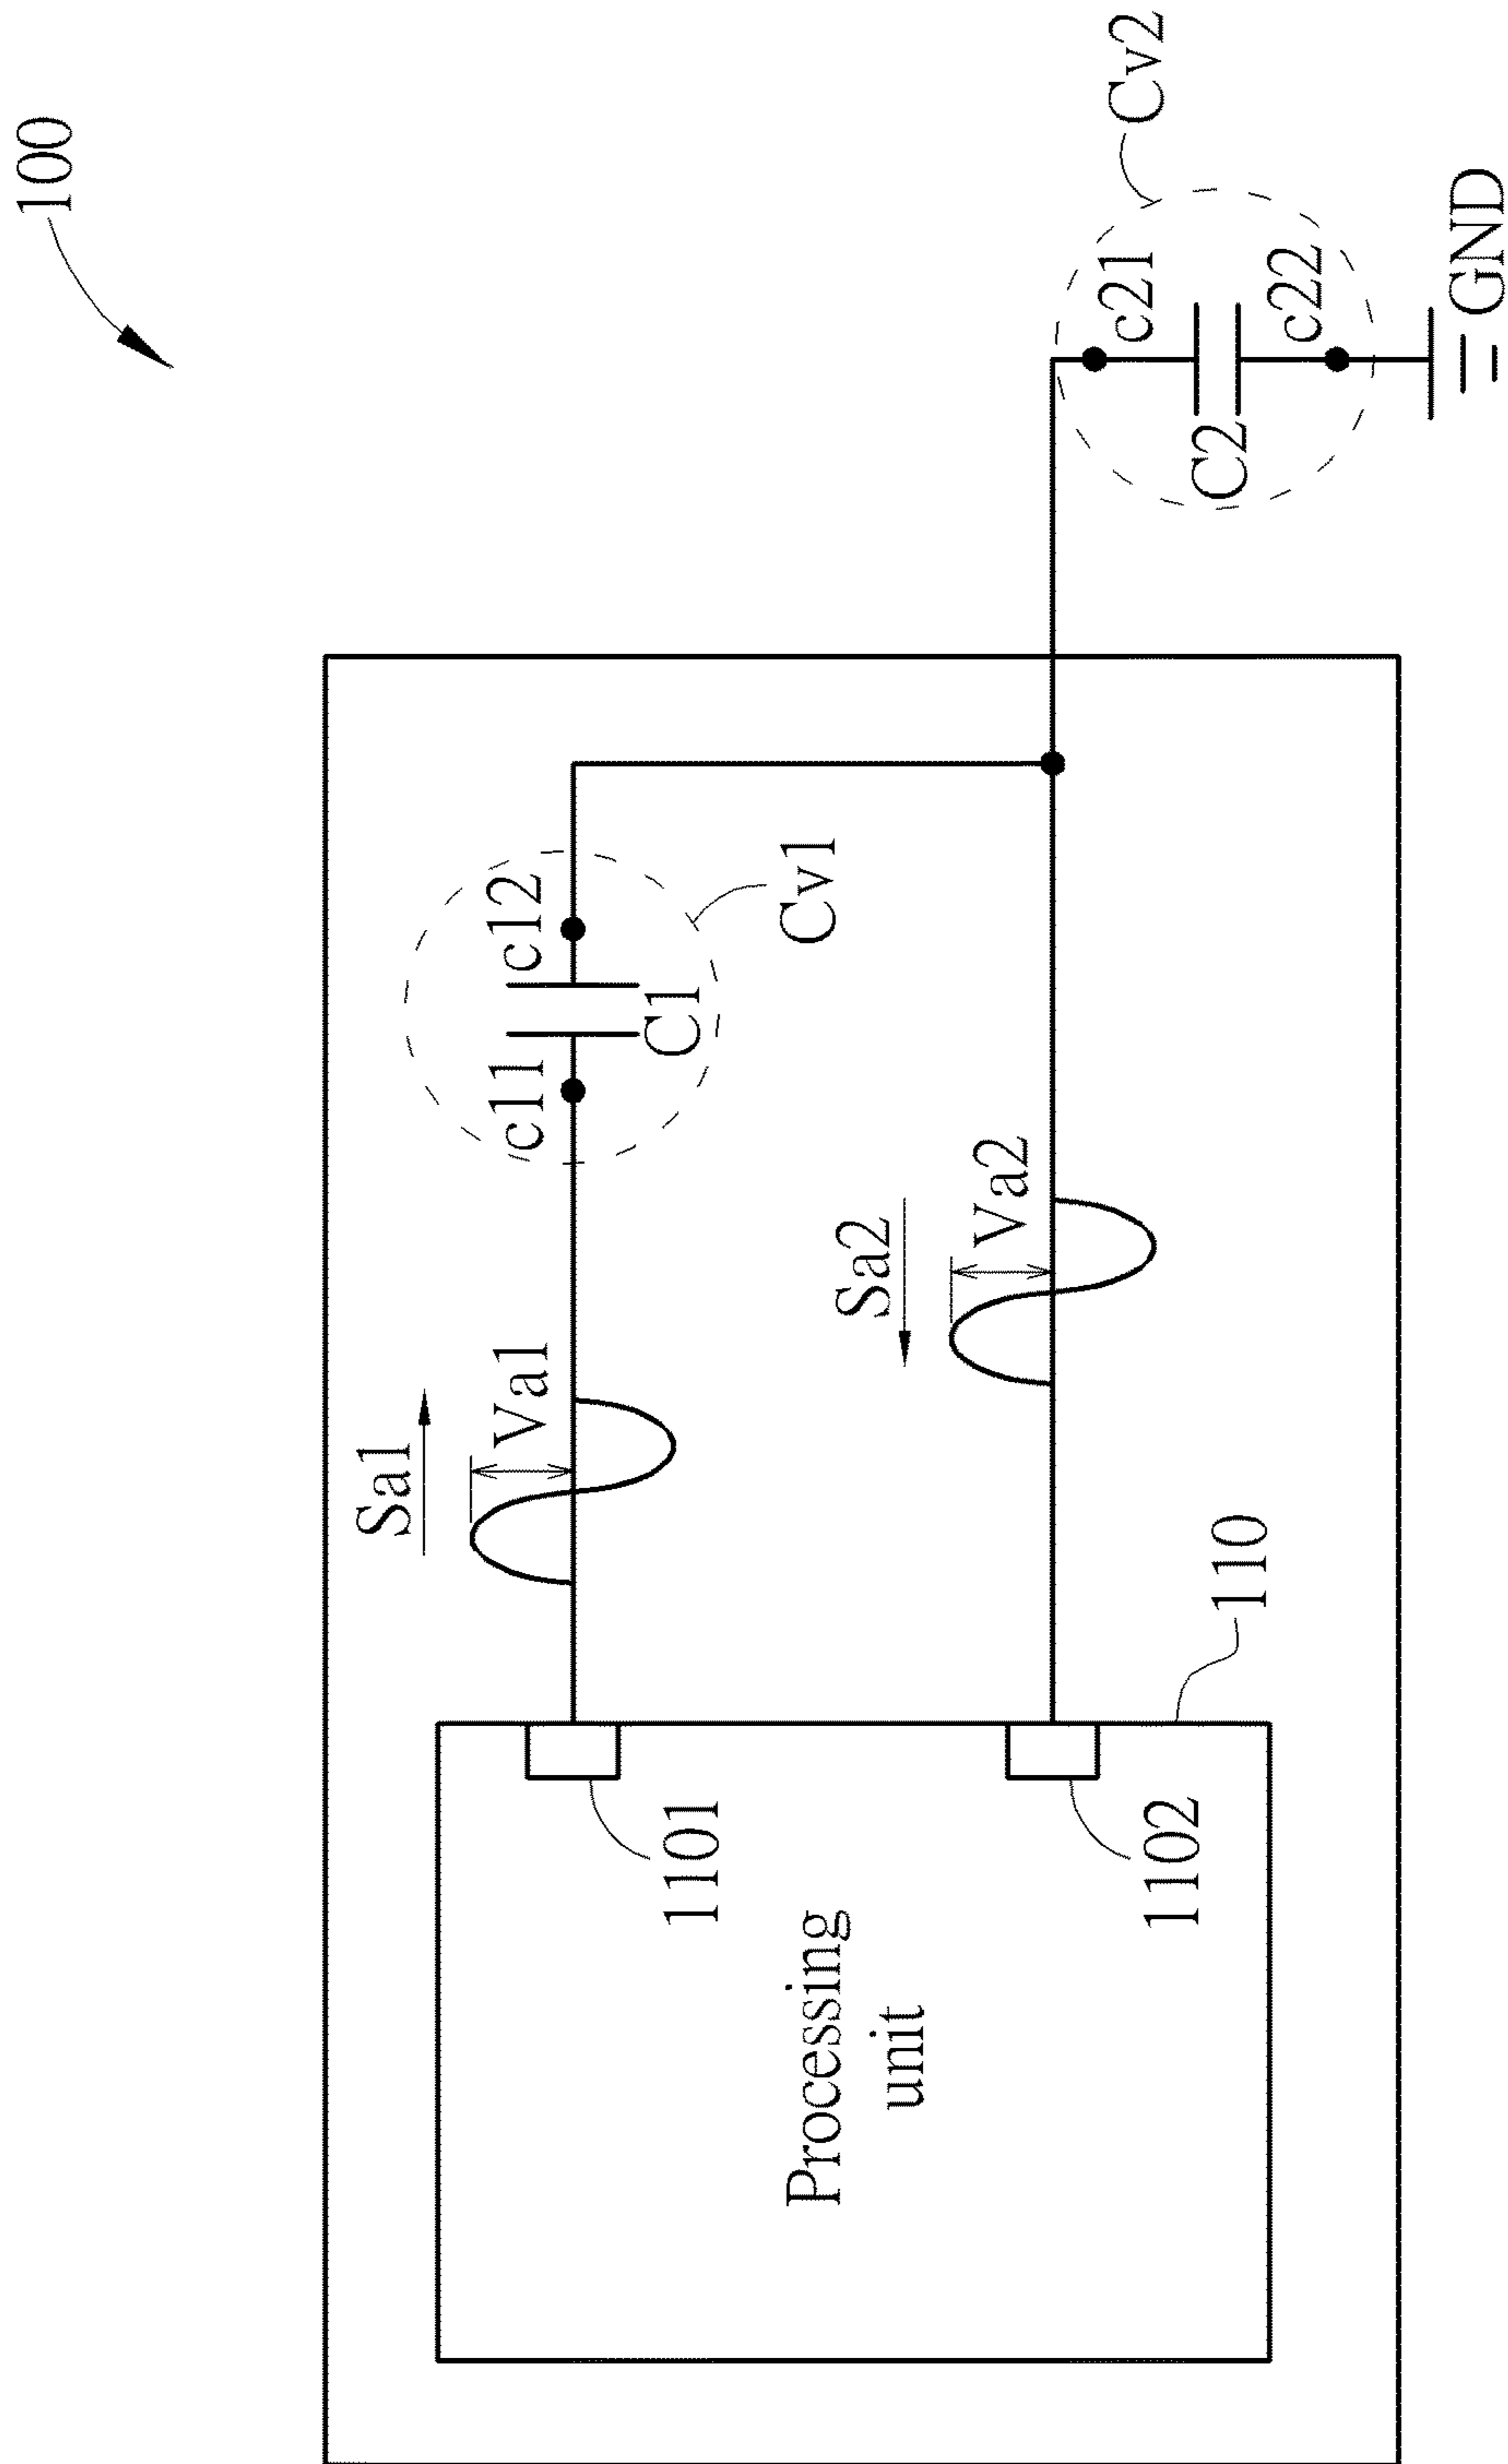 100
Sa1
Va1
c11
c12
C1
Cv1
Sa2
Va2
c21
Cv2
C2
c22
GND
Processing
unit
1101
1102
110